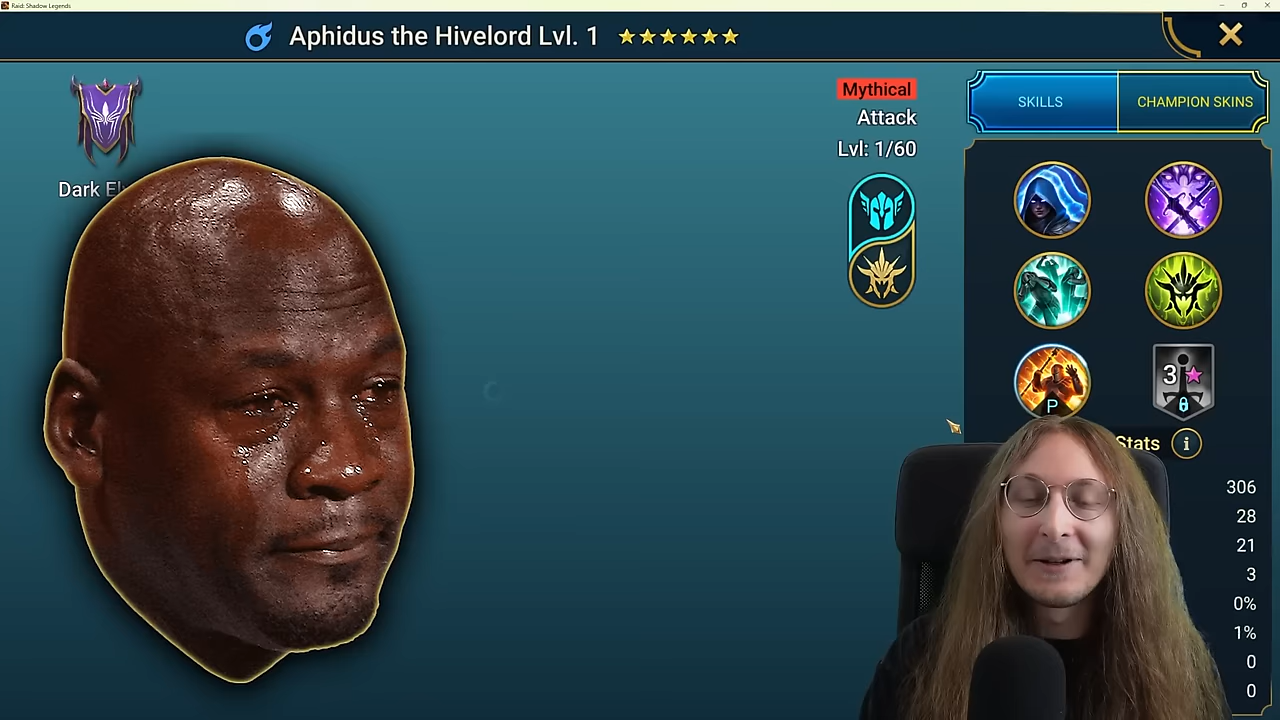 Raid: Shadow Legends
Aphidus the Hivelord Lvl. 1
Mythical
Attack
Lvl: 1/60
SKILLS
CHAMPION SKINS
Dark
P
3
Stats
306
28
21
3
0%
1%
0
0